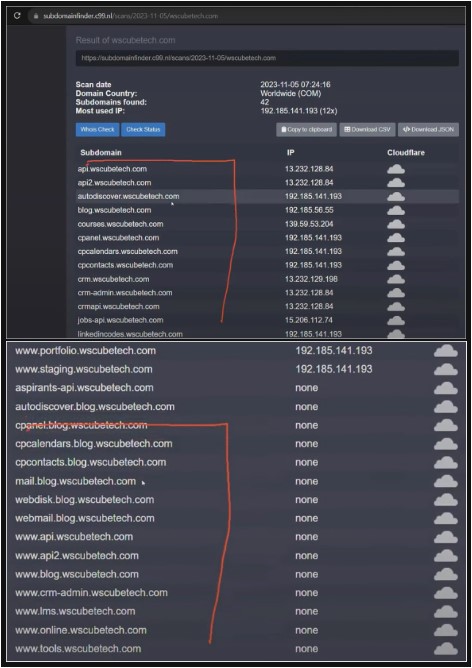 subdomainfinder.c99.nl/scans/2023-11-05/wscubetech.com
Result of wscubetech.com
https://subdomainfinder.c99.nl/scans/2023-11-05/wscubetech.com
Scan date 2023-11-05 07:24:16
Domain Country: Worldwide (COM)
Subdomains found: 42
Most used IP: 192.185.141.193 (12x)
Whois Check Check Status Copy to clipboard Download CSV Download JSON
Subdomain IP Cloudflare
api.wscubetech.com 13.232.128.84
api2.wscubetech.com 13.232.128.84
autodiscover.wscubetech.com 192.185.141.193
blog.wscubetech.com 192.185.56.55
courses.wscubetech.com 139.59.53.204
cpanel.wscubetech.com 192.185.141.193
cpcalendars.wscubetech.com 192.185.141.193
cpcontacts.wscubetech.com 192.185.141.193
crm.wscubetech.com 13.232.129.198
crm-admin.wscubetech.com 13.232.128.84
crmapi.wscubetech.com 13.232.128.84
jobs-api.wscubetech.com 15.206.112.74
linkedincodes.wscubetech.com 192.185.141.193
www.portfolio.wscubetech.com 192.185.141.193
www.staging.wscubetech.com 192.185.141.193
aspirants-api.wscubetech.com none
autodiscover.blog.wscubetech.com none
cpanel.blog.wscubetech.com none
cpcalendars.blog.wscubetech.com none
cpcontacts.blog.wscubetech.com none
mail.blog.wscubetech.com none
webdisk.blog.wscubetech.com none
webmail.blog.wscubetech.com none
www.api.wscubetech.com none
www.api2.wscubetech.com none
www.blog.wscubetech.com none
www.crm-admin.wscubetech.com none
www.lms.wscubetech.com none
www.online.wscubetech.com none
www.tools.wscubetech.com none